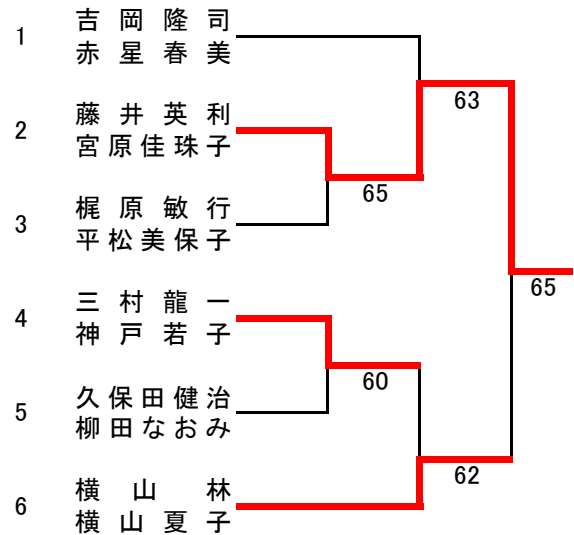 1
吉岡隆司
赤星春美
63
2
藤井英利
宮原佳珠子
65
3
梶原敏行
平松美保子
65
4
三村龍一
神戸若子
60
5
久保田健治
柳田なおみ
62
6
横山林
横山夏子